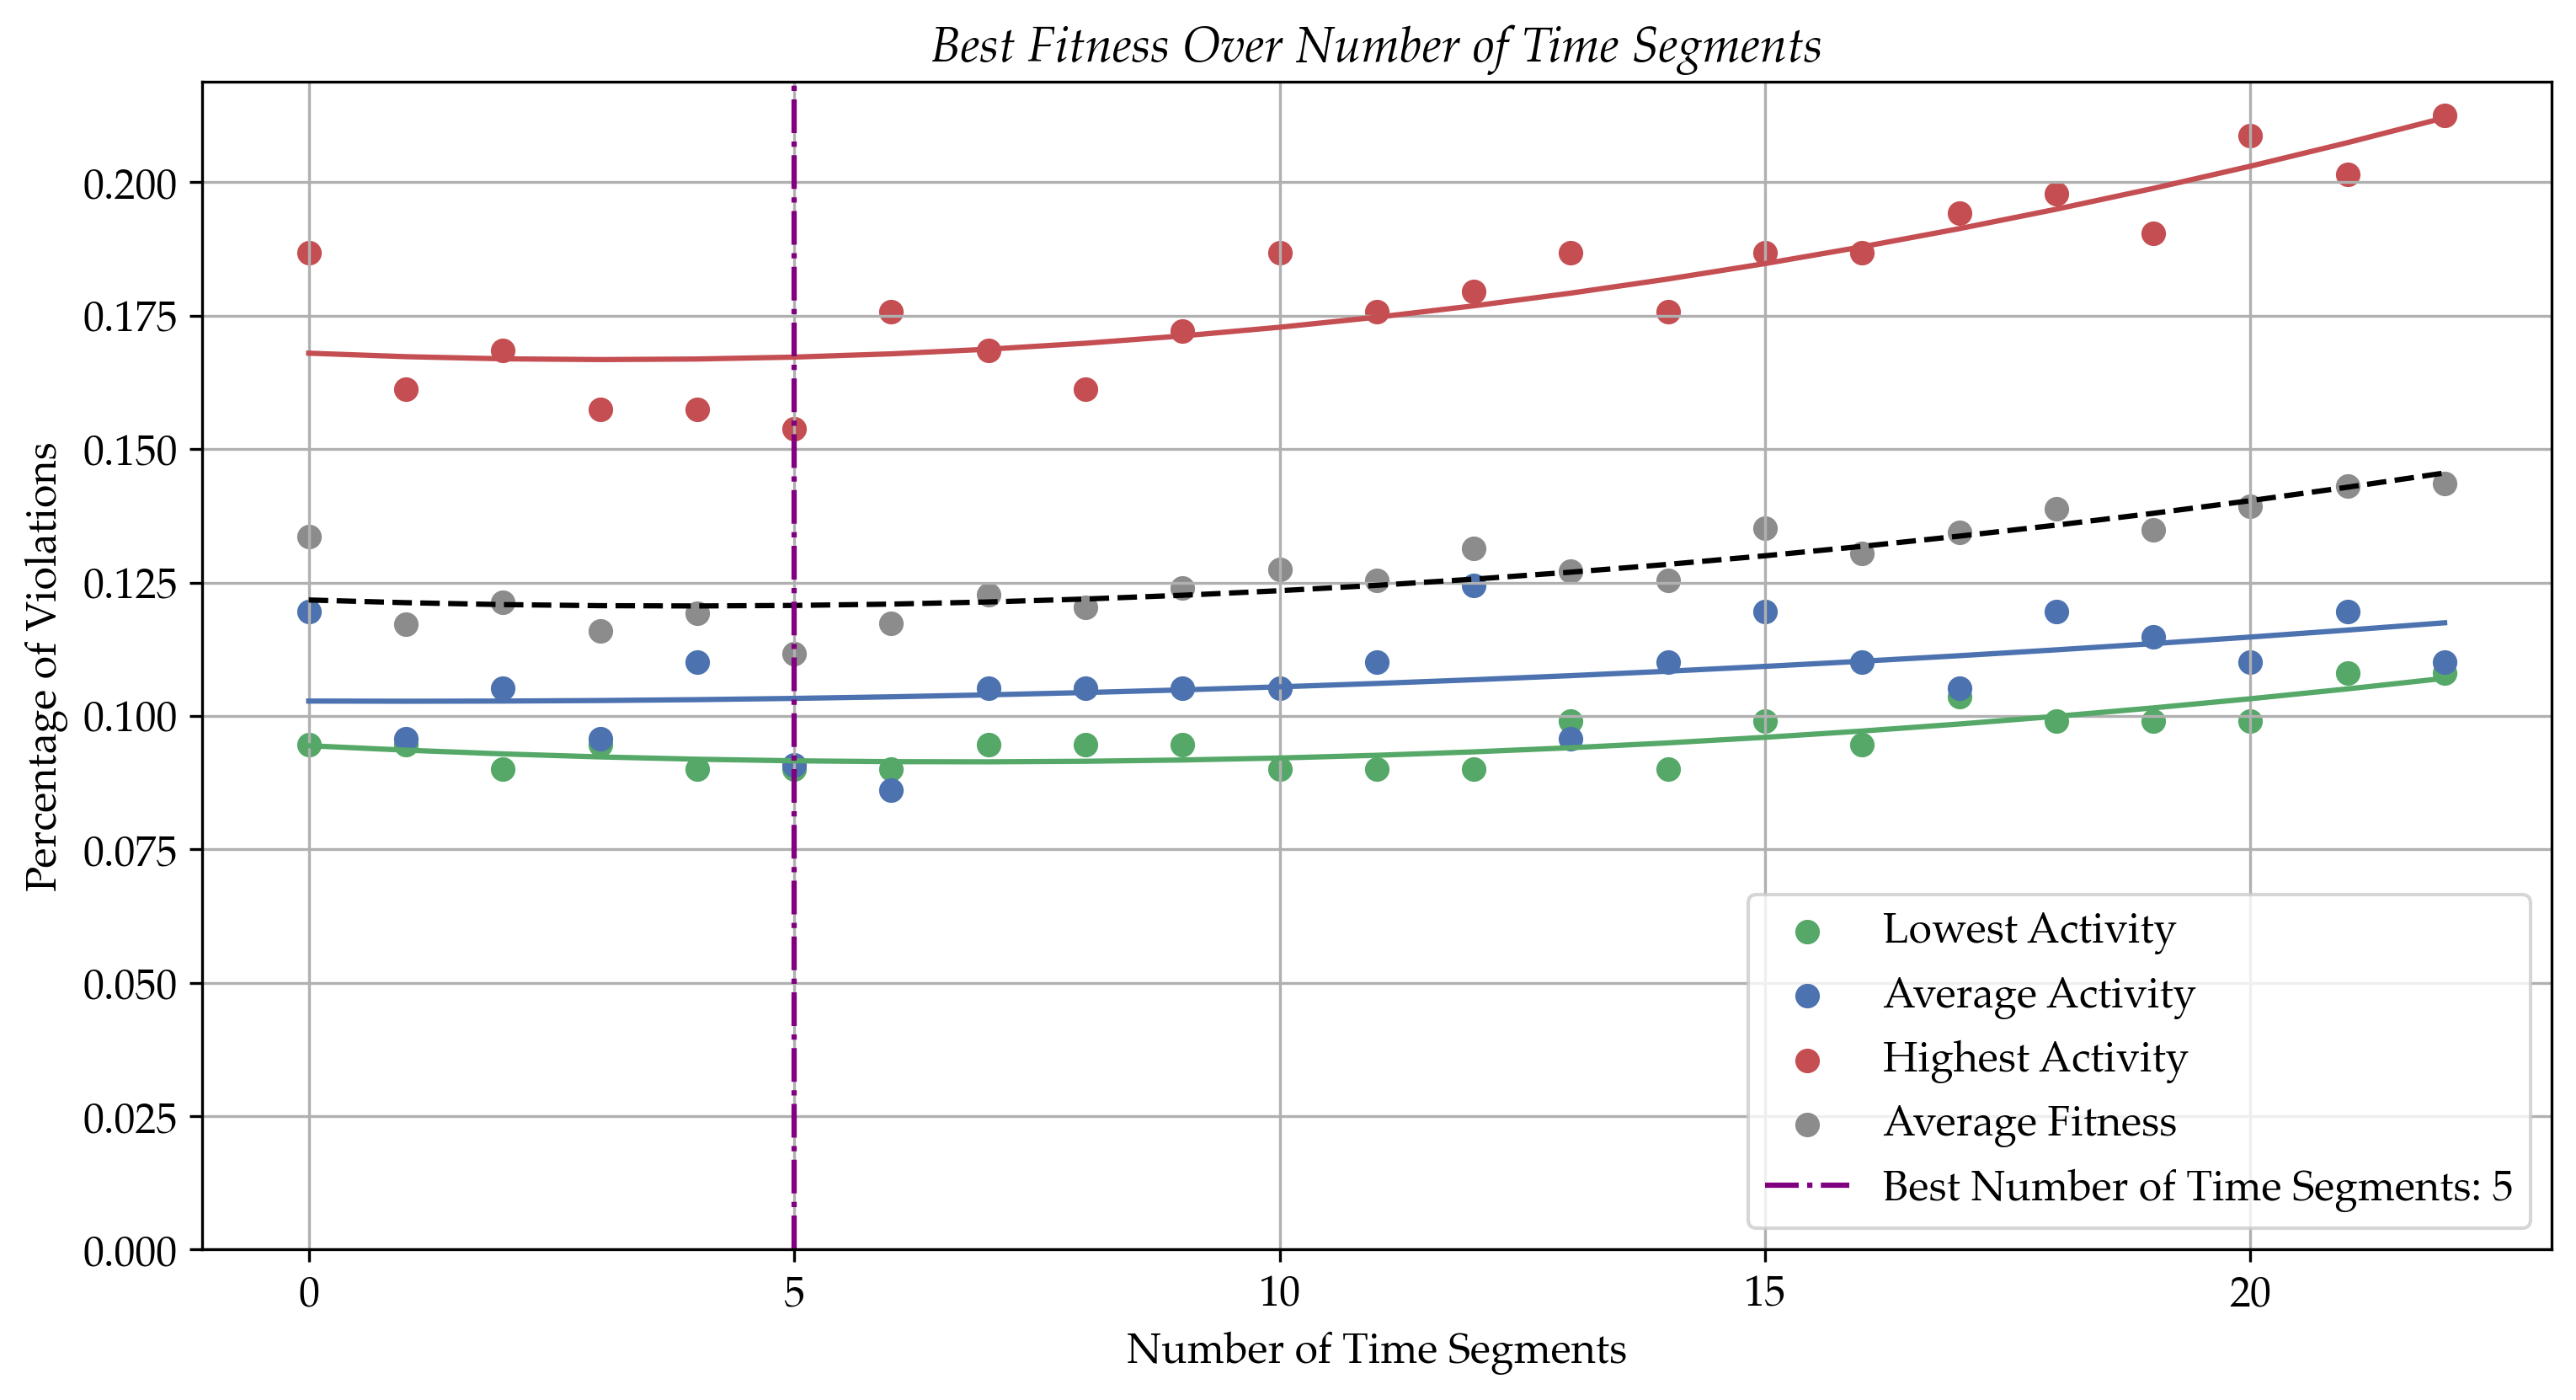 Best Fitness Over Number of Time Segments
Percentage of Violations
0.200
0.175
0.150
0.125
0.100
0.075
0.050
0.025
0.000
0 5 10 15 20
Number of Time Segments
Lowest Activity
Average Activity
Highest Activity
Average Fitness
Best Number of Time Segments: 5